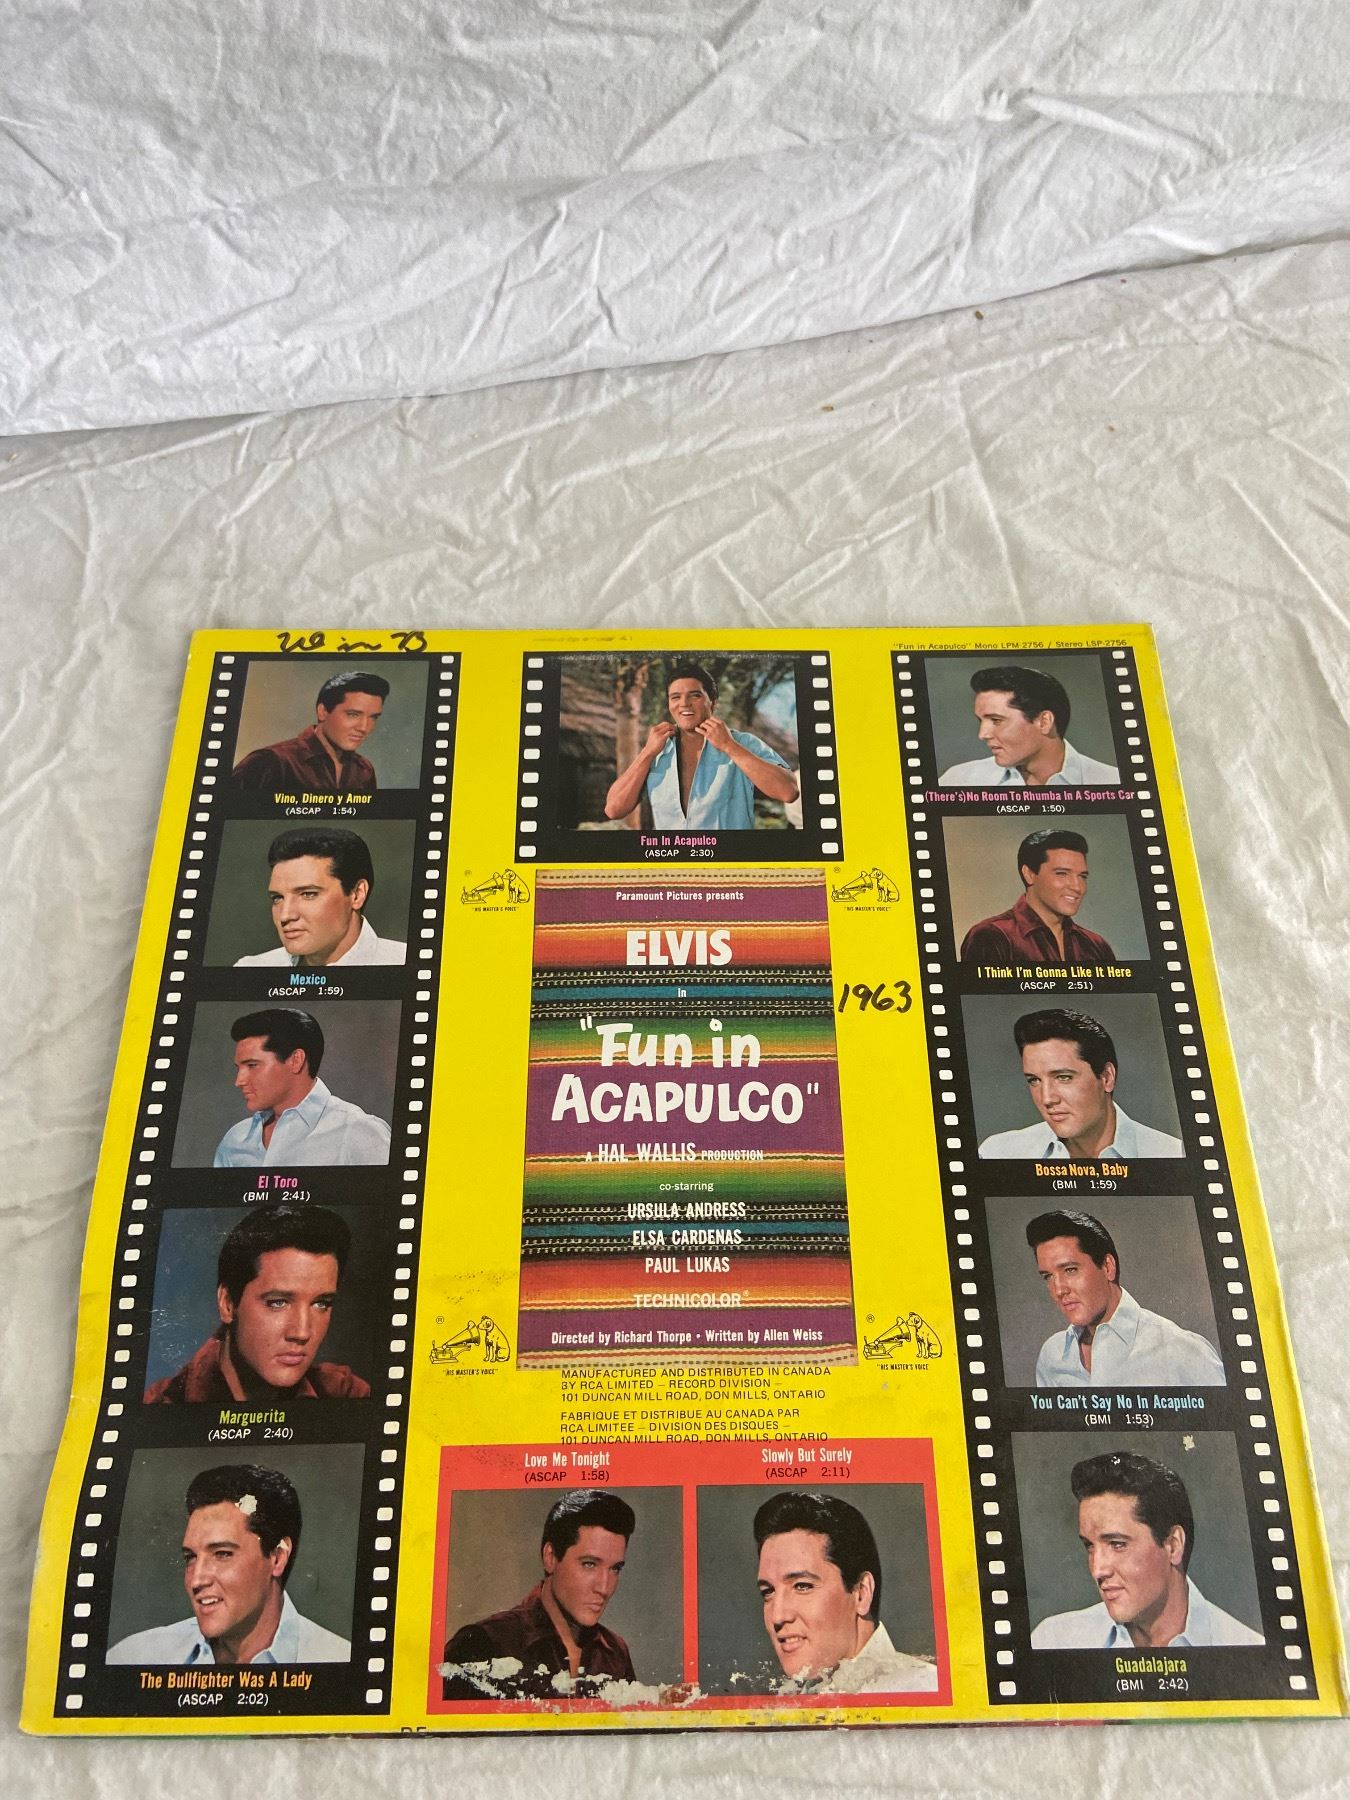 "Fun in Acapulco" Mono LPM-2756 / Stereo LSP-2756
Vino, Dinero y Amor
(ASCAP 1:54)
Mexico
(ASCAP 1:59)
El Toro
(BMI 2:41)
Marguerita
(ASCAP 2:40)
The Bullfighter Was A Lady
(ASCAP 2:02)
Fun In Acapulco
(ASCAP 2:30)
®
"HIS MASTER'S VOICE"
®
"HIS MASTER'S VOICE"
Paramount Pictures presents
ELVIS
in
"Fun in
ACAPULCO"
A HAL WALLIS PRODUCTION
co-starring
URSULA ANDRESS
ELSA CARDENAS
PAUL LUKAS
TECHNICOLOR®
Directed by Richard Thorpe • Written by Allen Weiss
1963
®
"HIS MASTER'S VOICE"
®
"HIS MASTER'S VOICE"
MANUFACTURED AND DISTRIBUTED IN CANADA
BY RCA LIMITED – RECORD DIVISION –
101 DUNCAN MILL ROAD, DON MILLS, ONTARIO
FABRIQUE ET DISTRIBUE AU CANADA PAR
RCA LIMITEE – DIVISION DES DISQUES –
101 DUNCAN MILL ROAD, DON MILLS, ONTARIO
Love Me Tonight
(ASCAP 1:58)
Slowly But Surely
(ASCAP 2:11)
(There's) No Room To Rhumba In A Sports Car
(ASCAP 1:50)
I Think I'm Gonna Like It Here
(ASCAP 2:51)
Bossa Nova, Baby
(BMI 1:59)
You Can't Say No In Acapulco
(BMI 1:53)
Guadalajara
(BMI 2:42)